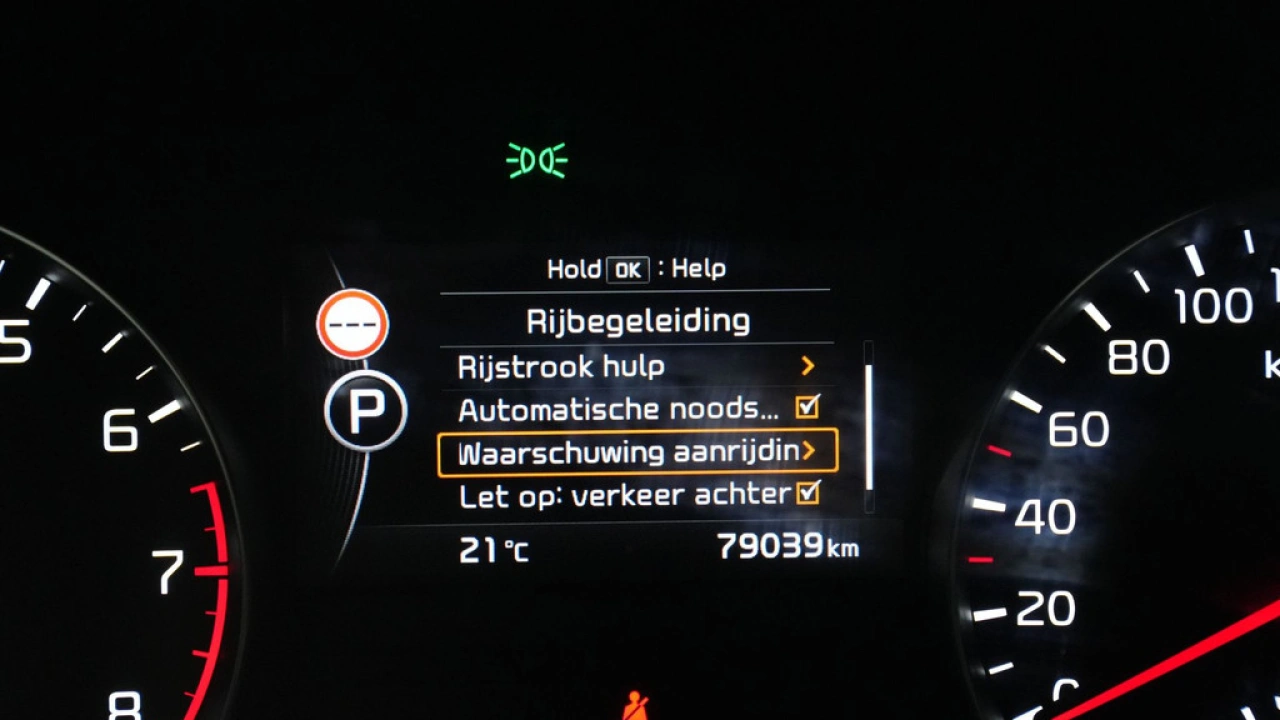 Hold OK : Help
Rijbegeleiding
Rijstrook hulp
Automatische noods...
Waarschuwing aanrijdin
Let op: verkeer achter
21°C 79039km
---
P
5
6
7
8
100
80
60
40
20